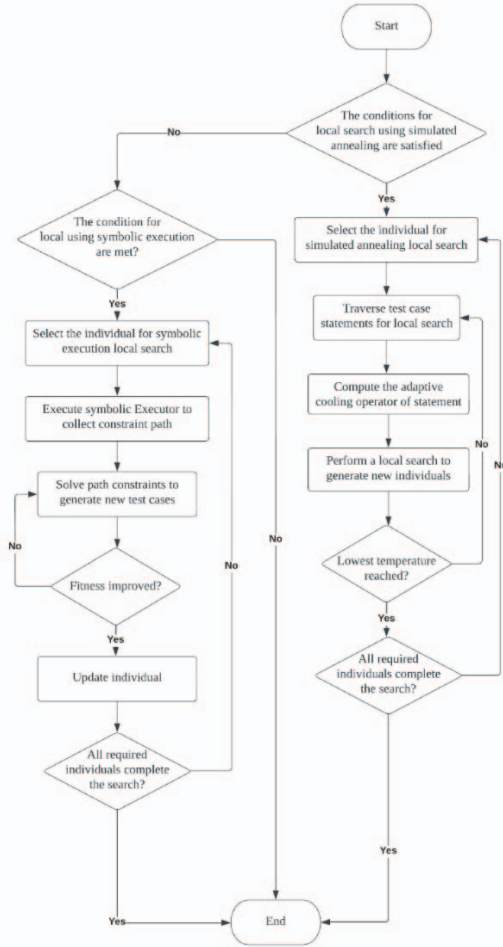 Start
The conditions for
local search using simulated
annealing are satisfied
No
Yes
The condition for
local using symbolic execution
are met?
Select the individual for
simulated annealing local search
Yes
Traverse test case
statements for local search
Select the individual for symbolic
execution local search
Compute the adaptive
cooling operator of statement
Execute symbolic Executor to
collect constraint path
No
Perform a local search to
generate new individuals
No
Solve path constraints to
generate new test cases
No
No
No
Lowest temperature
reached?
Fitness improved?
Yes
Yes
All required
individuals complete
the search?
Update individual
All required
individuals complete
the search?
Yes
Yes
End